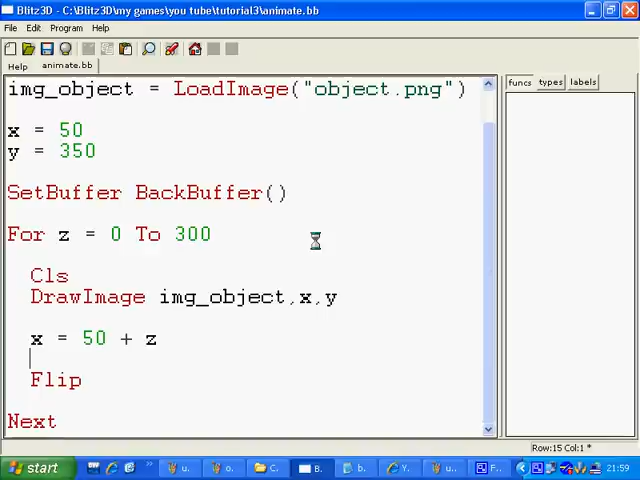 Blitz3D - C:\Blitz3D\my games\you tube\tutorial3\animate.bb
File Edit Program Help
Help animate.bb
funcs types labels
img_object = LoadImage("object.png")
x = 50
y = 350
SetBuffer BackBuffer()
For z = 0 To 300
Cls
DrawImage img_object,x,y
x = 50 + z
Flip
Next
Row:15 Col:1 *
start u. o. C. B. b. Y. u. F. 21:59